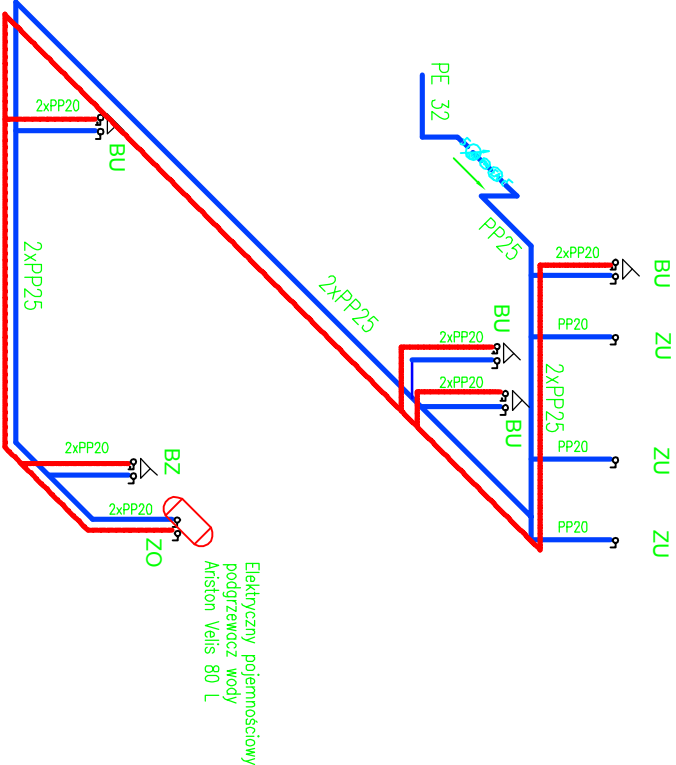 PE 32
PP25
2xPP20
BU
PP20
ZU
2xPP25
PP20
ZU
PP20
ZU
2xPP20
BU
2xPP20
BU
2xPP25
2xPP20
BU
2xPP25
2xPP20
BZ
2xPP20
ZO
Elektryczny pojemnościowy
podgrzewacz wody
Ariston Velis 80 L